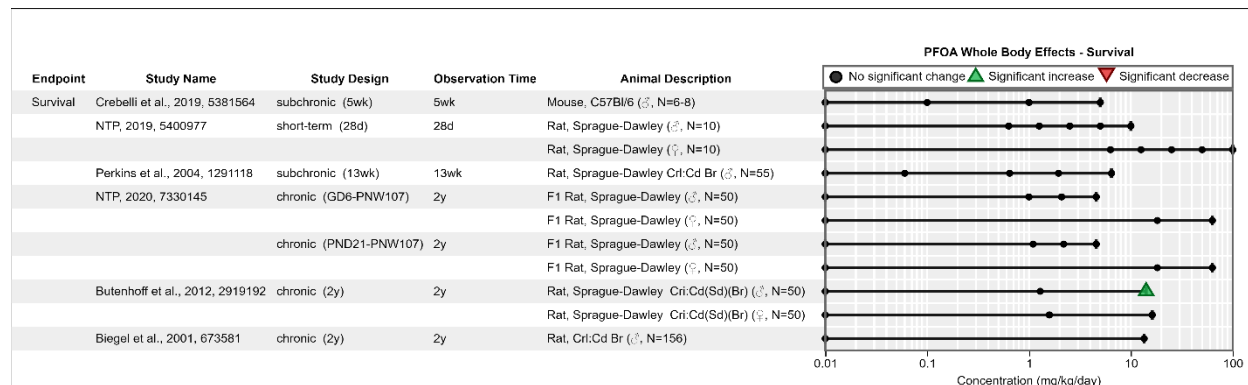 PFOA Whole Body Effects - Survival
Endpoint Study Name Study Design Observation Time Animal Description
No significant change Significant increase Significant decrease
Survival Crebelli et al., 2019, 5381564 subchronic (5wk) 5wk Mouse, C57Bl/6 (♂, N=6-8)
NTP, 2019, 5400977 short-term (28d) 28d Rat, Sprague-Dawley (♂, N=10)
Rat, Sprague-Dawley (♀, N=10)
Perkins et al., 2004, 1291118 subchronic (13wk) 13wk Rat, Sprague-Dawley Crl:Cd Br (♂, N=55)
NTP, 2020, 7330145 chronic (GD6-PNW107) 2y F1 Rat, Sprague-Dawley (♂, N=50)
F1 Rat, Sprague-Dawley (♀, N=50)
chronic (PND21-PNW107) 2y F1 Rat, Sprague-Dawley (♂, N=50)
F1 Rat, Sprague-Dawley (♀, N=50)
Butenhoff et al., 2012, 2919192 chronic (2y) 2y Rat, Sprague-Dawley Cri:Cd(Sd)(Br) (♂, N=50)
Rat, Sprague-Dawley Cri:Cd(Sd)(Br) (♀, N=50)
Biegel et al., 2001, 673581 chronic (2y) 2y Rat, Crl:Cd Br (♂, N=156)
0.01 0.1 1 10 100
Concentration (mg/kg/day)